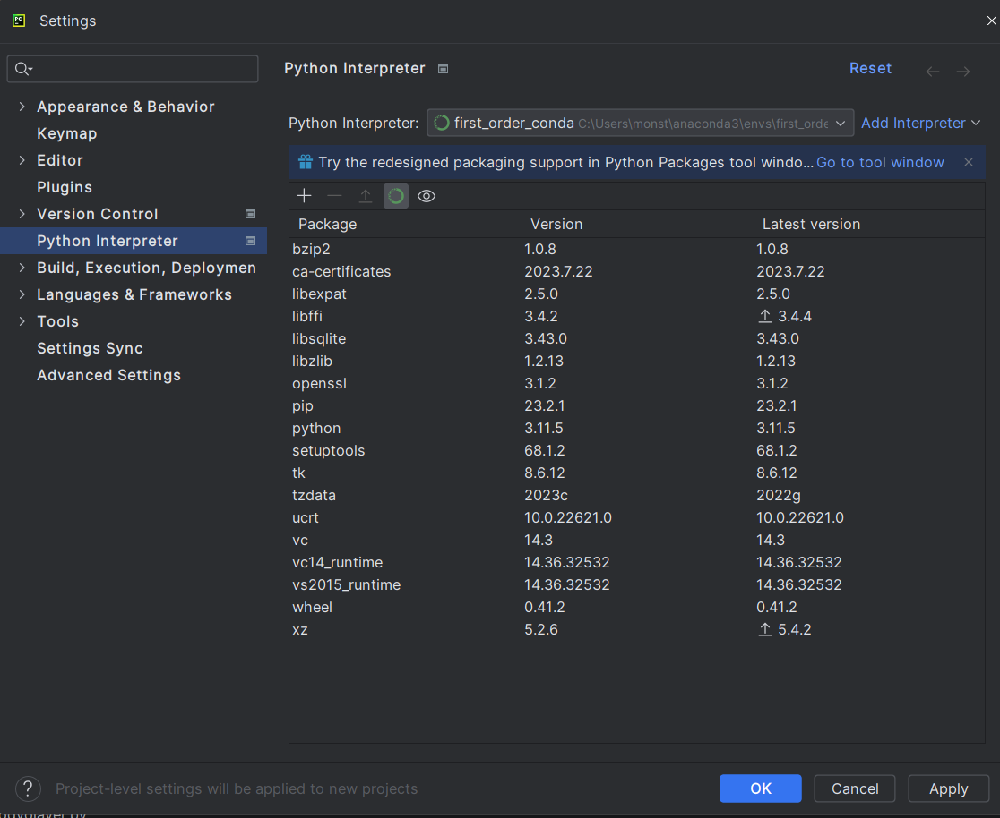 Settings
Python Interpreter
Reset
Appearance & Behavior
Keymap
Editor
Plugins
Version Control
Python Interpreter
Build, Execution, Deploymen
Languages & Frameworks
Tools
Settings Sync
Advanced Settings
Python Interpreter: first_order_conda C:\Users\monst\anaconda3\envs\first_orde Add Interpreter
Try the redesigned packaging support in Python Packages tool windo... Go to tool window
Package Version Latest version
bzip2 1.0.8 1.0.8
ca-certificates 2023.7.22 2023.7.22
libexpat 2.5.0 2.5.0
libffi 3.4.2 3.4.4
libsqlite 3.43.0 3.43.0
libzlib 1.2.13 1.2.13
openssl 3.1.2 3.1.2
pip 23.2.1 23.2.1
python 3.11.5 3.11.5
setuptools 68.1.2 68.1.2
tk 8.6.12 8.6.12
tzdata 2023c 2022g
ucrt 10.0.22621.0 10.0.22621.0
vc 14.3 14.3
vc14_runtime 14.36.32532 14.36.32532
vs2015_runtime 14.36.32532 14.36.32532
wheel 0.41.2 0.41.2
xz 5.2.6 5.4.2
? Project-level settings will be applied to new projects
OK Cancel Apply